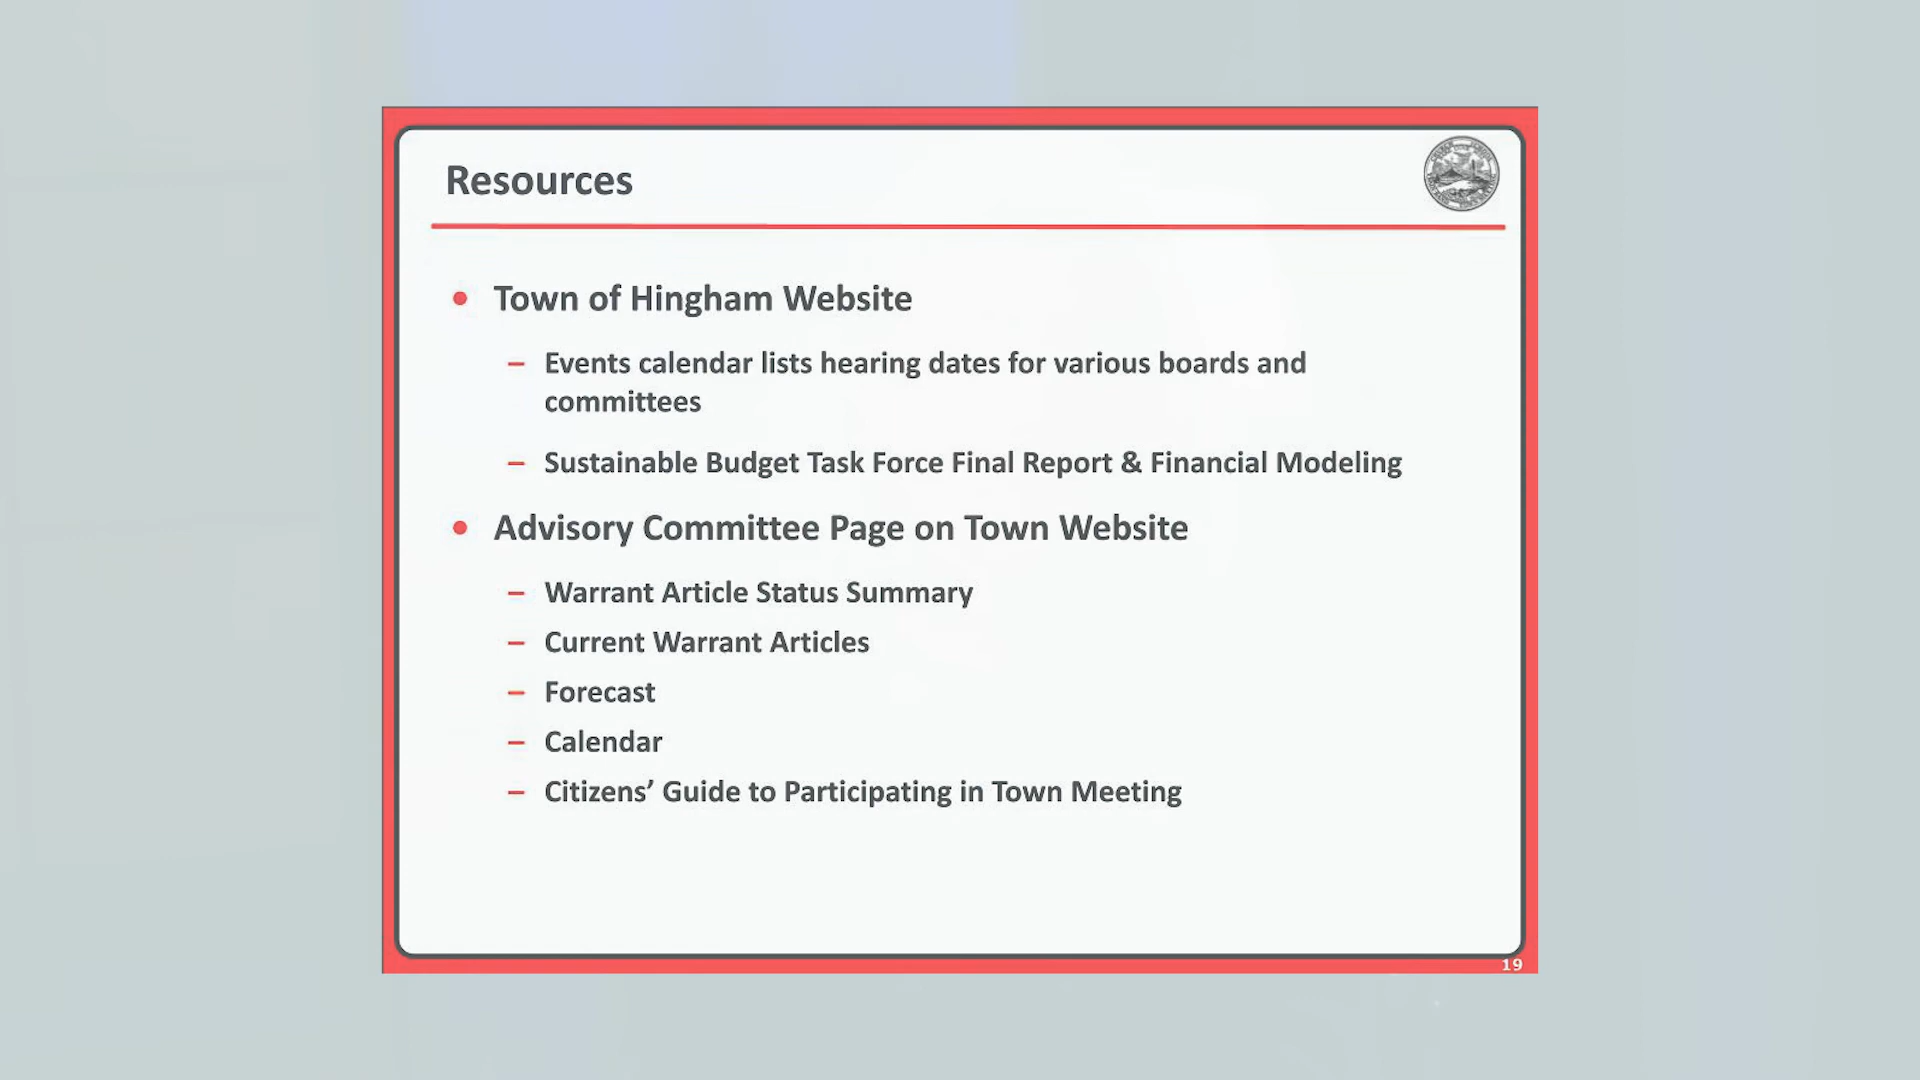 Resources
• Town of Hingham Website
– Events calendar lists hearing dates for various boards and
committees
– Sustainable Budget Task Force Final Report & Financial Modeling
• Advisory Committee Page on Town Website
– Warrant Article Status Summary
– Current Warrant Articles
– Forecast
– Calendar
– Citizens’ Guide to Participating in Town Meeting
19